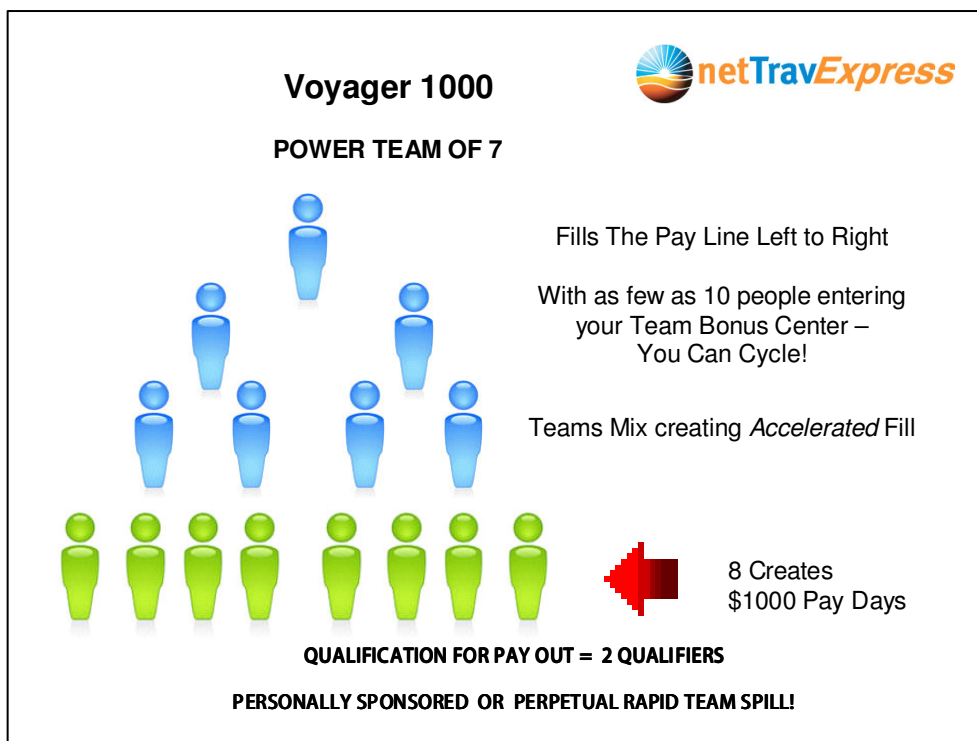 netTravExpress
Voyager 1000
POWER TEAM OF 7
Fills The Pay Line Left to Right
With as few as 10 people entering
your Team Bonus Center –
You Can Cycle!
Teams Mix creating Accelerated Fill
8 Creates
$1000 Pay Days
QUALIFICATION FOR PAY OUT = 2 QUALIFIERS
PERSONALLY SPONSORED OR PERPETUAL RAPID TEAM SPILL!